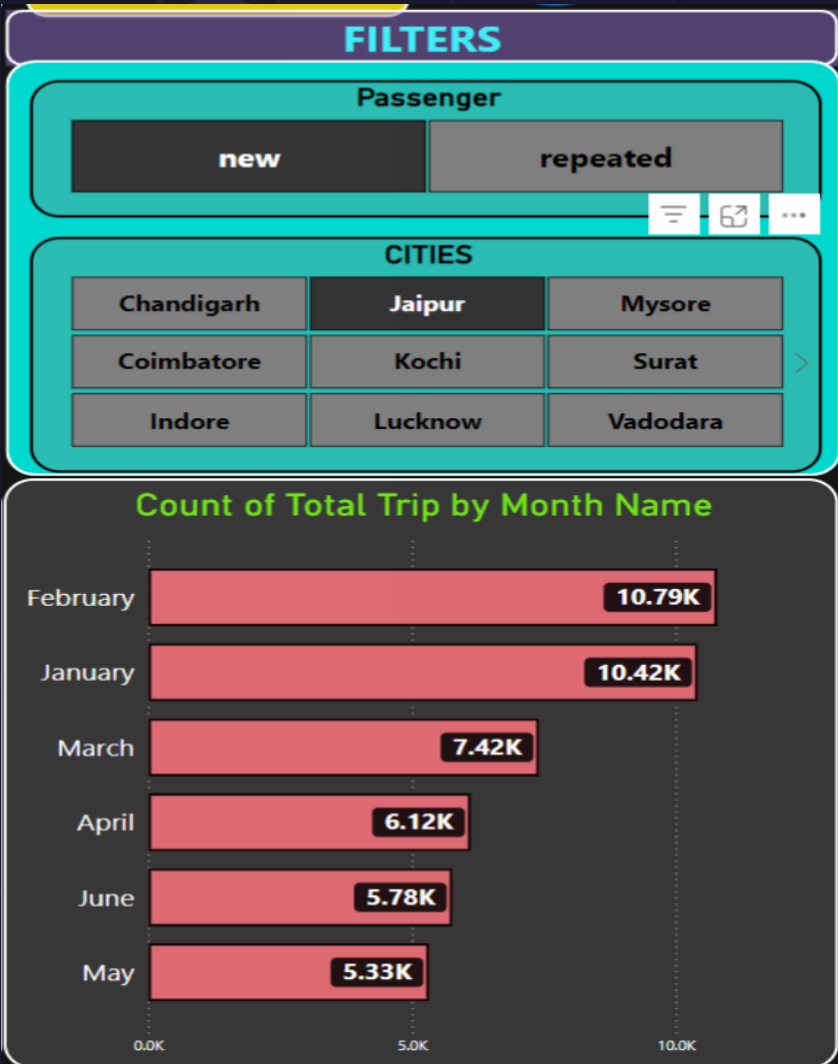 FILTERS
Passenger
new repeated
CITIES
Chandigarh Jaipur Mysore
Coimbatore Kochi Surat
Indore Lucknow Vadodara
Count of Total Trip by Month Name
February 10.79K
January 10.42K
March 7.42K
April 6.12K
June 5.78K
May 5.33K
0.0K 5.0K 10.0K